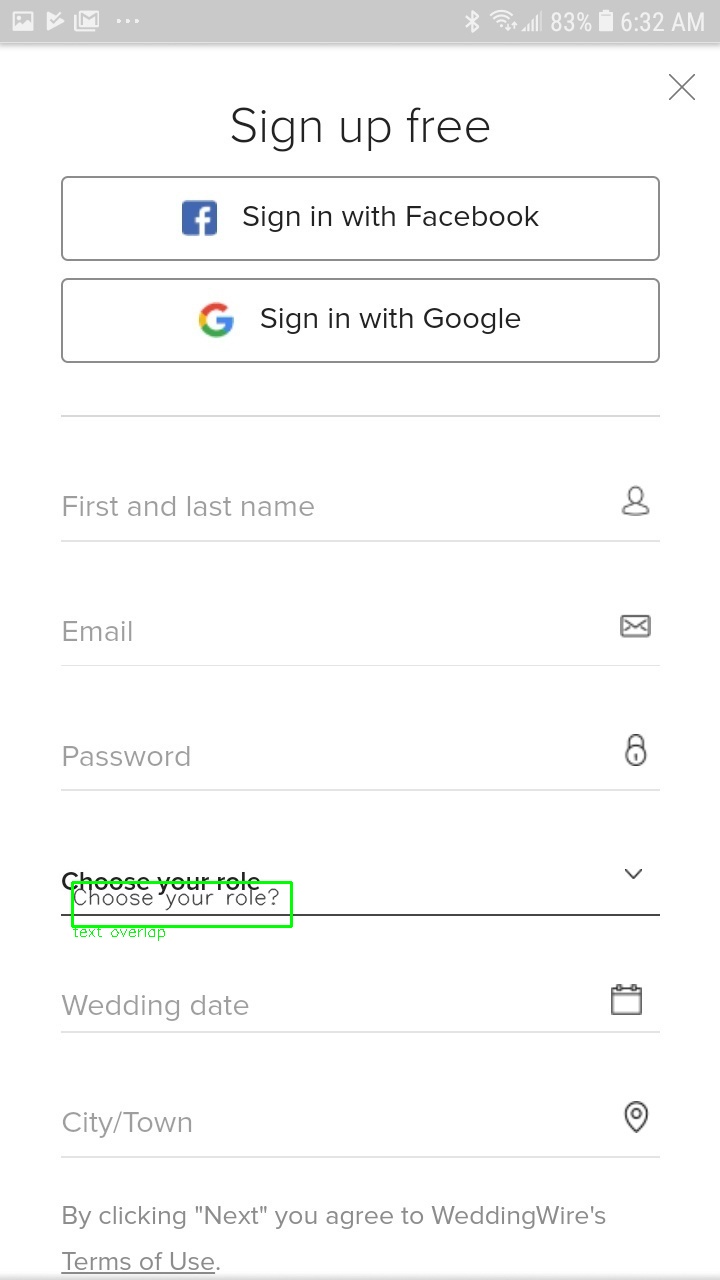 83% 6:32 AM
Sign up free
Sign in with Facebook
Sign in with Google
First and last name
Email
Password
Choose your role
Choose your role?
text overlap
Wedding date
City/Town
By clicking "Next" you agree to WeddingWire's
Terms of Use.